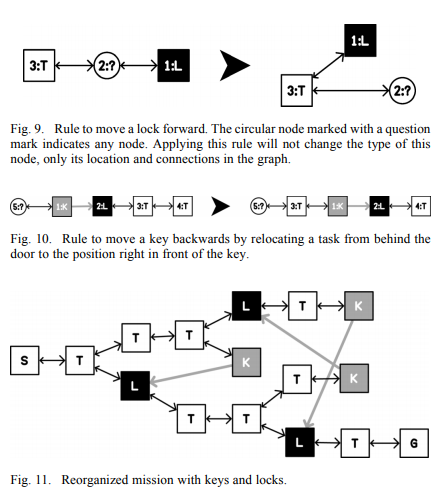 1:L
3:T 2:? 1:L
3:T 2:?
Fig. 9. Rule to move a lock forward. The circular node marked with a question
mark indicates any node. Applying this rule will not change the type of this
node, only its location and connections in the graph.
5:? 1:K 2:L 3:T 4:T 5:? 3:T 1:K 2:L 4:T
Fig. 10. Rule to move a key backwards by relocating a task from behind the
door to the position right in front of the key.
L T K
T T
S T K
L T K
T T
L T G
Fig. 11. Reorganized mission with keys and locks.